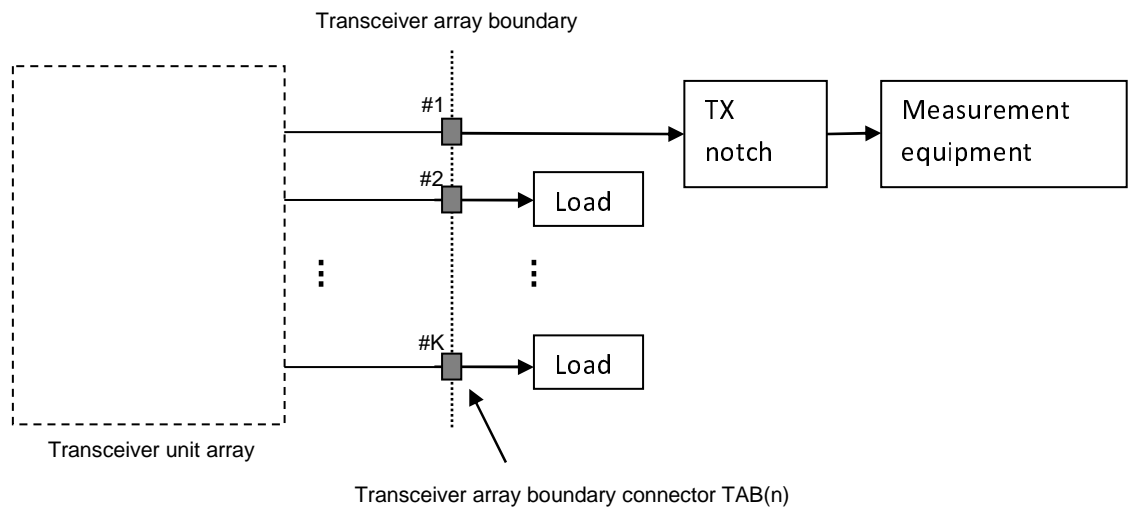 Transceiver array boundary
#1
TX
notch
Measurement
equipment
#2
Load
#K
Load
Transceiver unit array
Transceiver array boundary connector TAB(n)